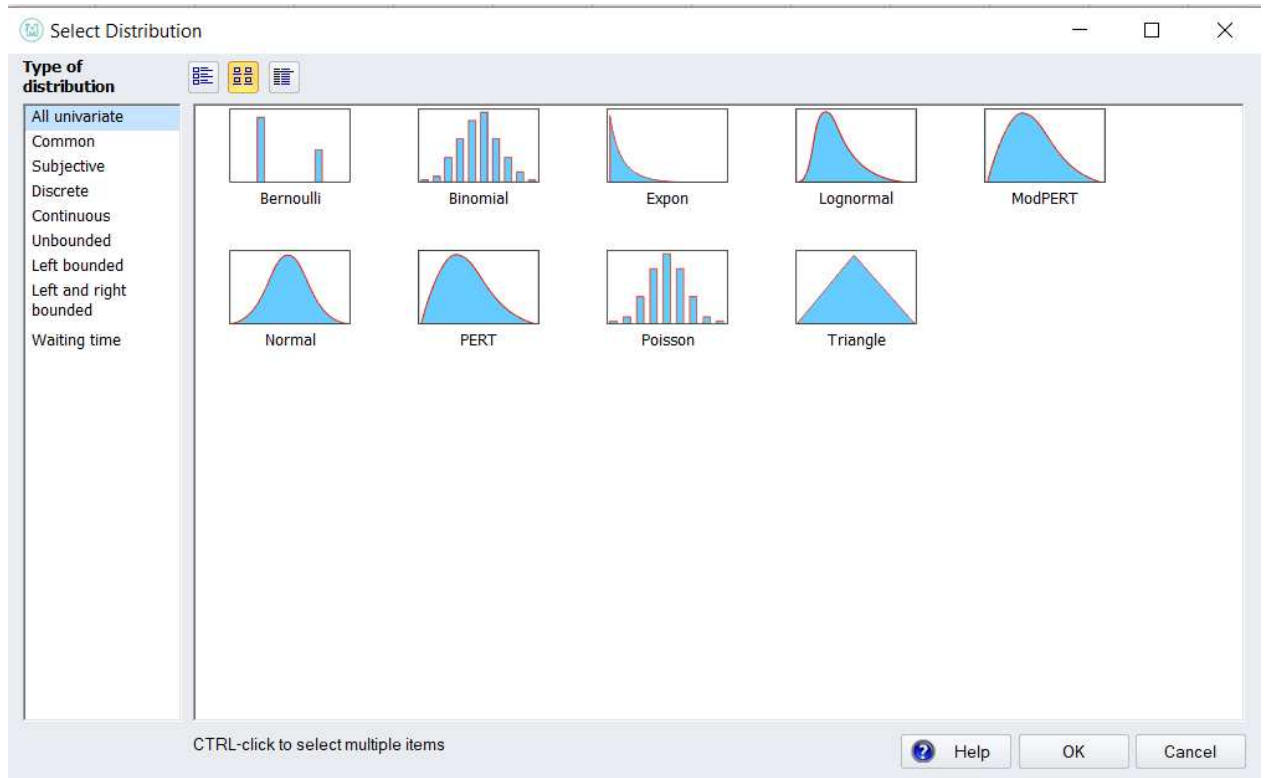 Select Distribution
Type of
distribution
All univariate
Common
Subjective
Discrete
Continuous
Unbounded
Left bounded
Left and right
bounded
Waiting time
Bernoulli Binomial Expon Lognormal ModPERT
Normal PERT Poisson Triangle
CTRL-click to select multiple items
Help OK Cancel